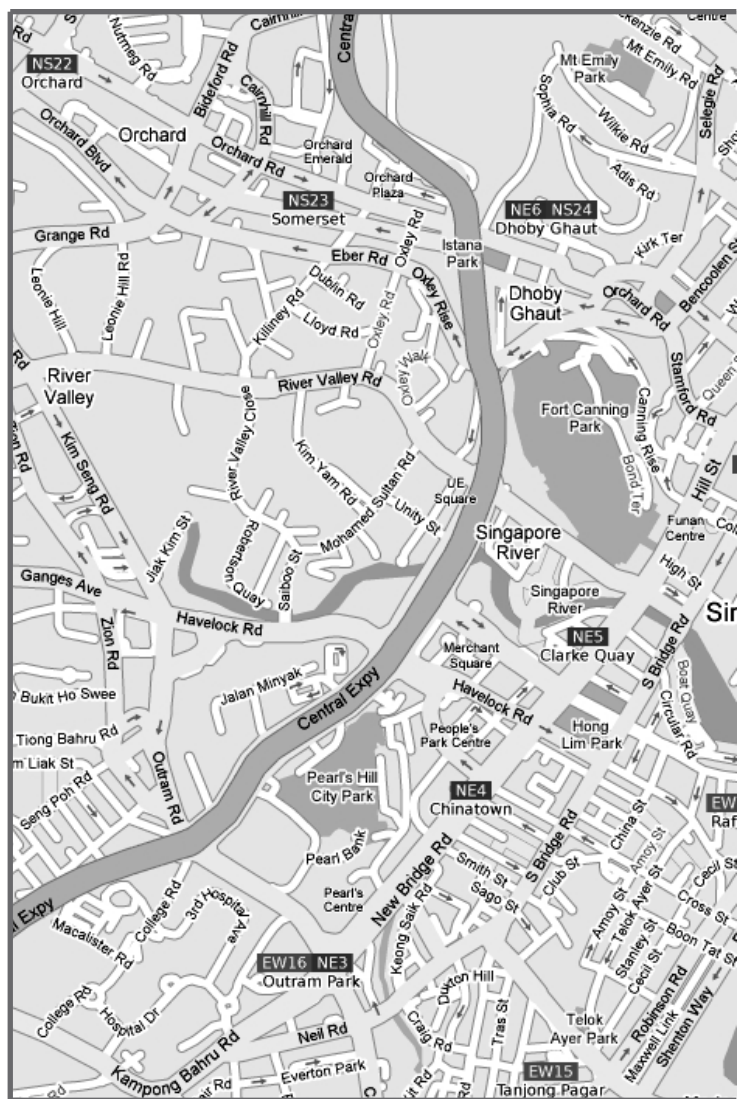 Cairnhill
Central
Nutmeg Rd
Centre
Mt Emily Rd
NS22
Orchard
Bideford Rd
Cairnhill Rd
Mt Emily
Park
Selegie Rd
Sophia Rd
Wilkie Rd
Orchard Blvd
Orchard
Orchard
Emerald
Orchard Rd
Orchard
Plaza
Adis Rd
NS23
Somerset
NE6 NS24
Dhoby Ghaut
Grange Rd
Oxley Rd
Istana
Park
Kirk Ter
Eber Rd
Leonie Hill
Leonie Hill Rd
Dublin Rd
Killiney Rd
Lloyd Rd
Oxley Rd
Oxley Rise
Dhoby
Ghaut
Orchard Rd
River
Valley
River Valley Rd
Oxley Walk
Stamford Rd
Fort Canning
Park
Canning Rise
River Valley Close
Kim Seng Rd
Kim Yam Rd
Mohamed Sultan Rd
Bond Ter
Hill St
UE
Square
Unity St
Jiak Kim St
Robertson
Quay
Saiboo St
Singapore
River
Funan
Centre
High St
Ganges Ave
Zion Rd
Havelock Rd
Singapore
River
NE5
Clarke Quay
S Bridge Rd
Merchant
Square
Boat Quay
Bukit Ho Swee
Jalan Minyak
Central Expy
Havelock Rd
Circular Rd
Tiong Bahru Rd
People's
Park Centre
Hong
Lim Park
Outram Rd
Seng Poh Rd
Pearl's Hill
City Park
NE4
Chinatown
China St
Pearl Bank
S Bridge Rd
Amoy St
Smith St
Club St
Cecil St
Pearl's
Centre
New Bridge Rd
Sago St
Cross St
College Rd
3rd Hospital Ave
Keong Saik Rd
Amoy St
Telok Ayer St
Stanley St
Cecil St
Boon Tat St
Macalister Rd
EW16 NE3
Outram Park
College Rd
Hospital Dr
Duxton Hill
Tras St
Robinson Rd
Neil Rd
Craig Rd
Telok
Ayer Park
Maxwell Link
Shenton Way
Kampong Bahru Rd
Everton Park
EW15
Tanjong Pagar